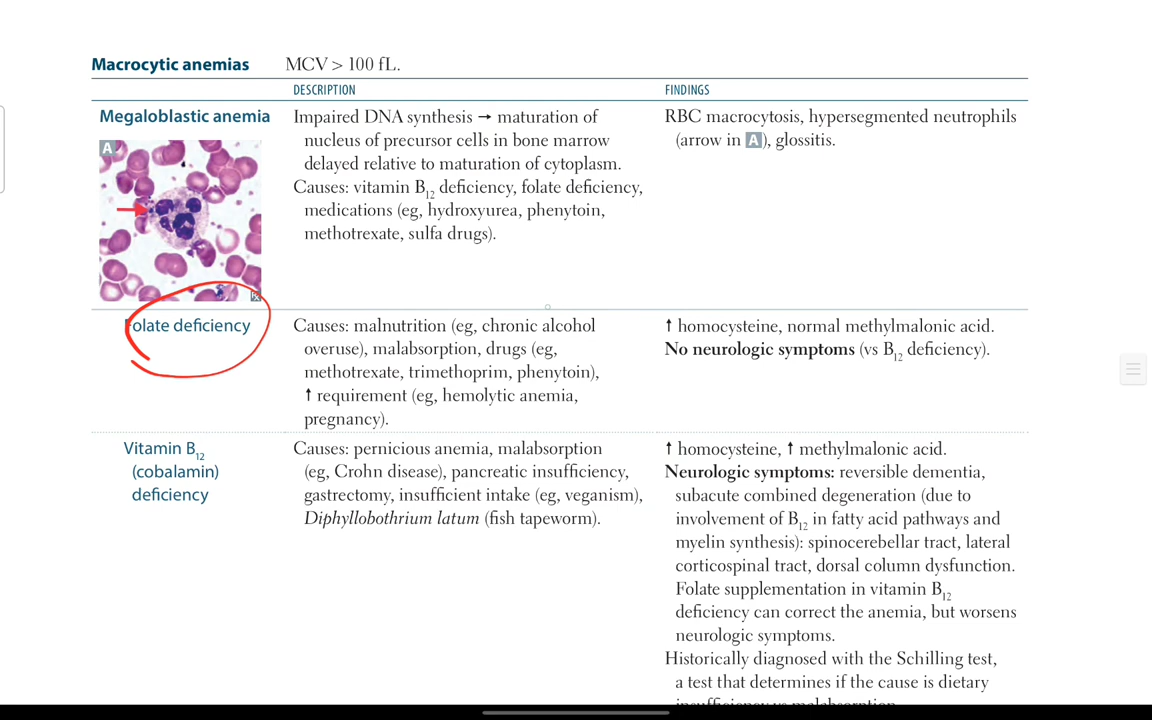 Macrocytic anemias MCV > 100 fL.
DESCRIPTION FINDINGS
Megaloblastic anemia
A
Impaired DNA synthesis → maturation of
nucleus of precursor cells in bone marrow
delayed relative to maturation of cytoplasm.
Causes: vitamin B12 deficiency, folate deficiency,
medications (eg, hydroxyurea, phenytoin,
methotrexate, sulfa drugs).
RBC macrocytosis, hypersegmented neutrophils
(arrow in A), glossitis.
Folate deficiency
Causes: malnutrition (eg, chronic alcohol
overuse), malabsorption, drugs (eg,
methotrexate, trimethoprim, phenytoin),
↑ requirement (eg, hemolytic anemia,
pregnancy).
↑ homocysteine, normal methylmalonic acid.
No neurologic symptoms (vs B12 deficiency).
Vitamin B12
(cobalamin)
deficiency
Causes: pernicious anemia, malabsorption
(eg, Crohn disease), pancreatic insufficiency,
gastrectomy, insufficient intake (eg, veganism),
Diphyllobothrium latum (fish tapeworm).
↑ homocysteine, ↑ methylmalonic acid.
Neurologic symptoms: reversible dementia,
subacute combined degeneration (due to
involvement of B12 in fatty acid pathways and
myelin synthesis): spinocerebellar tract, lateral
corticospinal tract, dorsal column dysfunction.
Folate supplementation in vitamin B12
deficiency can correct the anemia, but worsens
neurologic symptoms.
Historically diagnosed with the Schilling test,
a test that determines if the cause is dietary
insufficiency vs malabsorption.